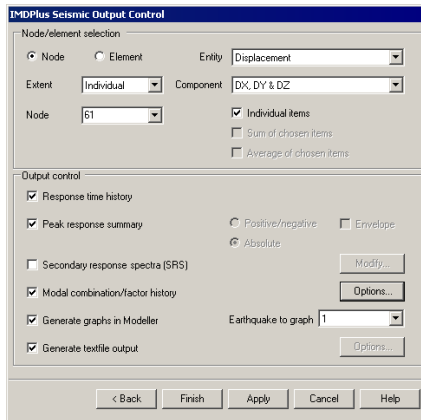 IMDPlus Seismic Output Control
Node/element selection
Node Element Entity Displacement
Extent Individual Component DX, DY & DZ
Node 61 Individual items
Sum of chosen items
Average of chosen items
Output control
Response time history
Peak response summary Positive/negative Envelope
Absolute
Secondary response spectra (SRS) Modify...
Modal combination/factor history Options...
Generate graphs in Modeller Earthquake to graph 1
Generate textfile output Options...
< Back Finish Apply Cancel Help